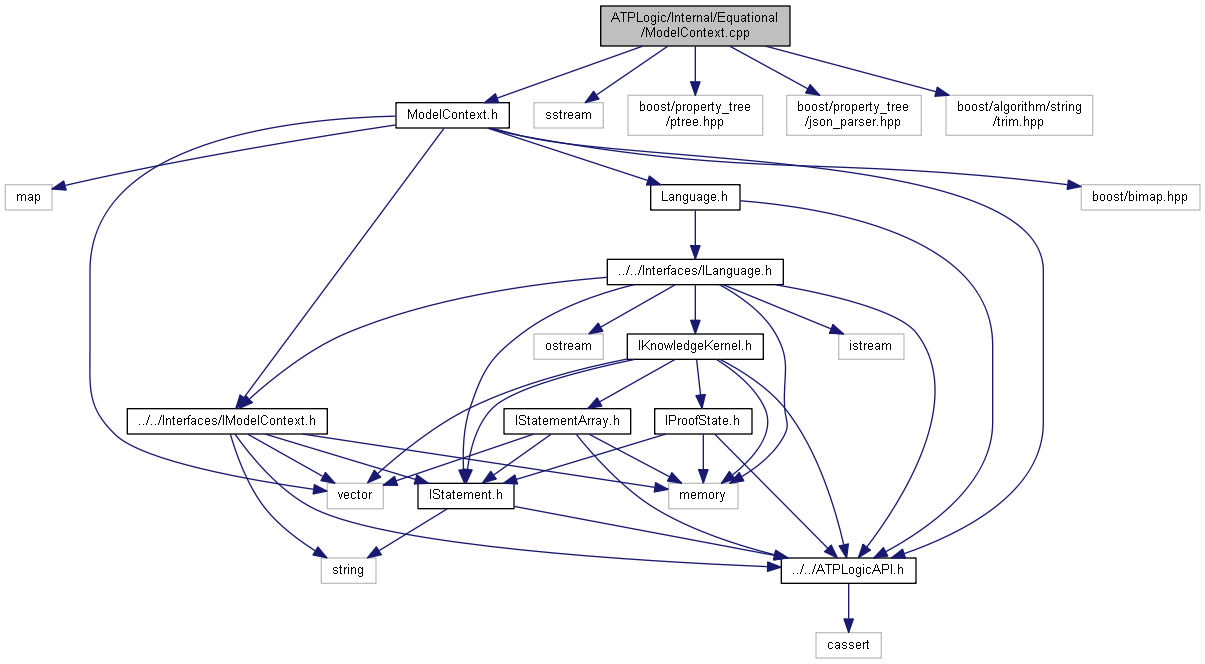 ATPLogic/Internal/Equational
/ModelContext.cpp
ModelContext.h
sstream
boost/property_tree
/ptree.hpp
boost/property_tree
/json_parser.hpp
boost/algorithm/string
/trim.hpp
map
Language.h
boost/bimap.hpp
../../Interfaces/ILanguage.h
ostream
IKnowledgeKernel.h
istream
../../Interfaces/IModelContext.h
IStatementArray.h
IProofState.h
vector
IStatement.h
memory
string
../../ATPLogicAPI.h
cassert